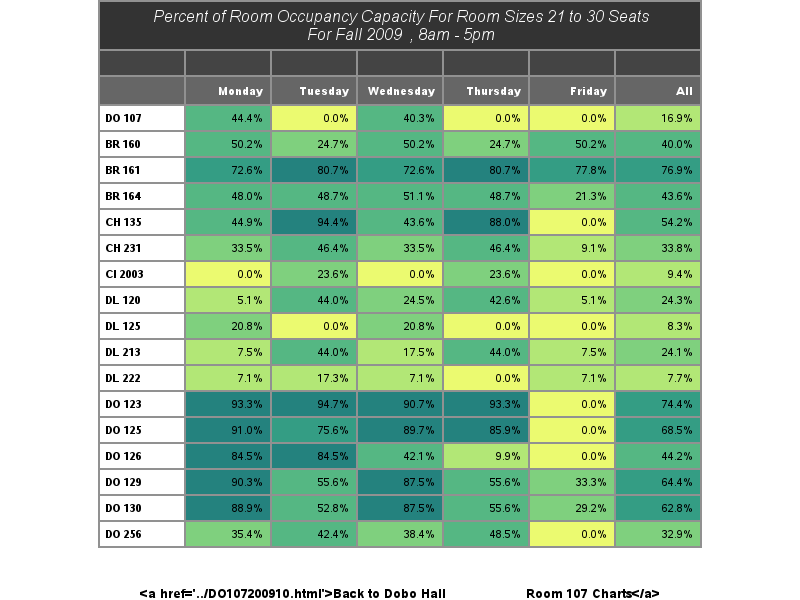 Percent of Room Occupancy Capacity For Room Sizes 21 to 30 Seats
For Fall 2009 , 8am - 5pm
Monday Tuesday Wednesday Thursday Friday All
DO 107 44.4% 0.0% 40.3% 0.0% 0.0% 16.9%
BR 160 50.2% 24.7% 50.2% 24.7% 50.2% 40.0%
BR 161 72.6% 80.7% 72.6% 80.7% 77.8% 76.9%
BR 164 48.0% 48.7% 51.1% 48.7% 21.3% 43.6%
CH 135 44.9% 94.4% 43.6% 88.0% 0.0% 54.2%
CH 231 33.5% 46.4% 33.5% 46.4% 9.1% 33.8%
CI 2003 0.0% 23.6% 0.0% 23.6% 0.0% 9.4%
DL 120 5.1% 44.0% 24.5% 42.6% 5.1% 24.3%
DL 125 20.8% 0.0% 20.8% 0.0% 0.0% 8.3%
DL 213 7.5% 44.0% 17.5% 44.0% 7.5% 24.1%
DL 222 7.1% 17.3% 7.1% 0.0% 7.1% 7.7%
DO 123 93.3% 94.7% 90.7% 93.3% 0.0% 74.4%
DO 125 91.0% 75.6% 89.7% 85.9% 0.0% 68.5%
DO 126 84.5% 84.5% 42.1% 9.9% 0.0% 44.2%
DO 129 90.3% 55.6% 87.5% 55.6% 33.3% 64.4%
DO 130 88.9% 52.8% 87.5% 55.6% 29.2% 62.8%
DO 256 35.4% 42.4% 38.4% 48.5% 0.0% 32.9%
<a href='../DO107200910.html'>Back to Dobo Hall Room 107 Charts</a>